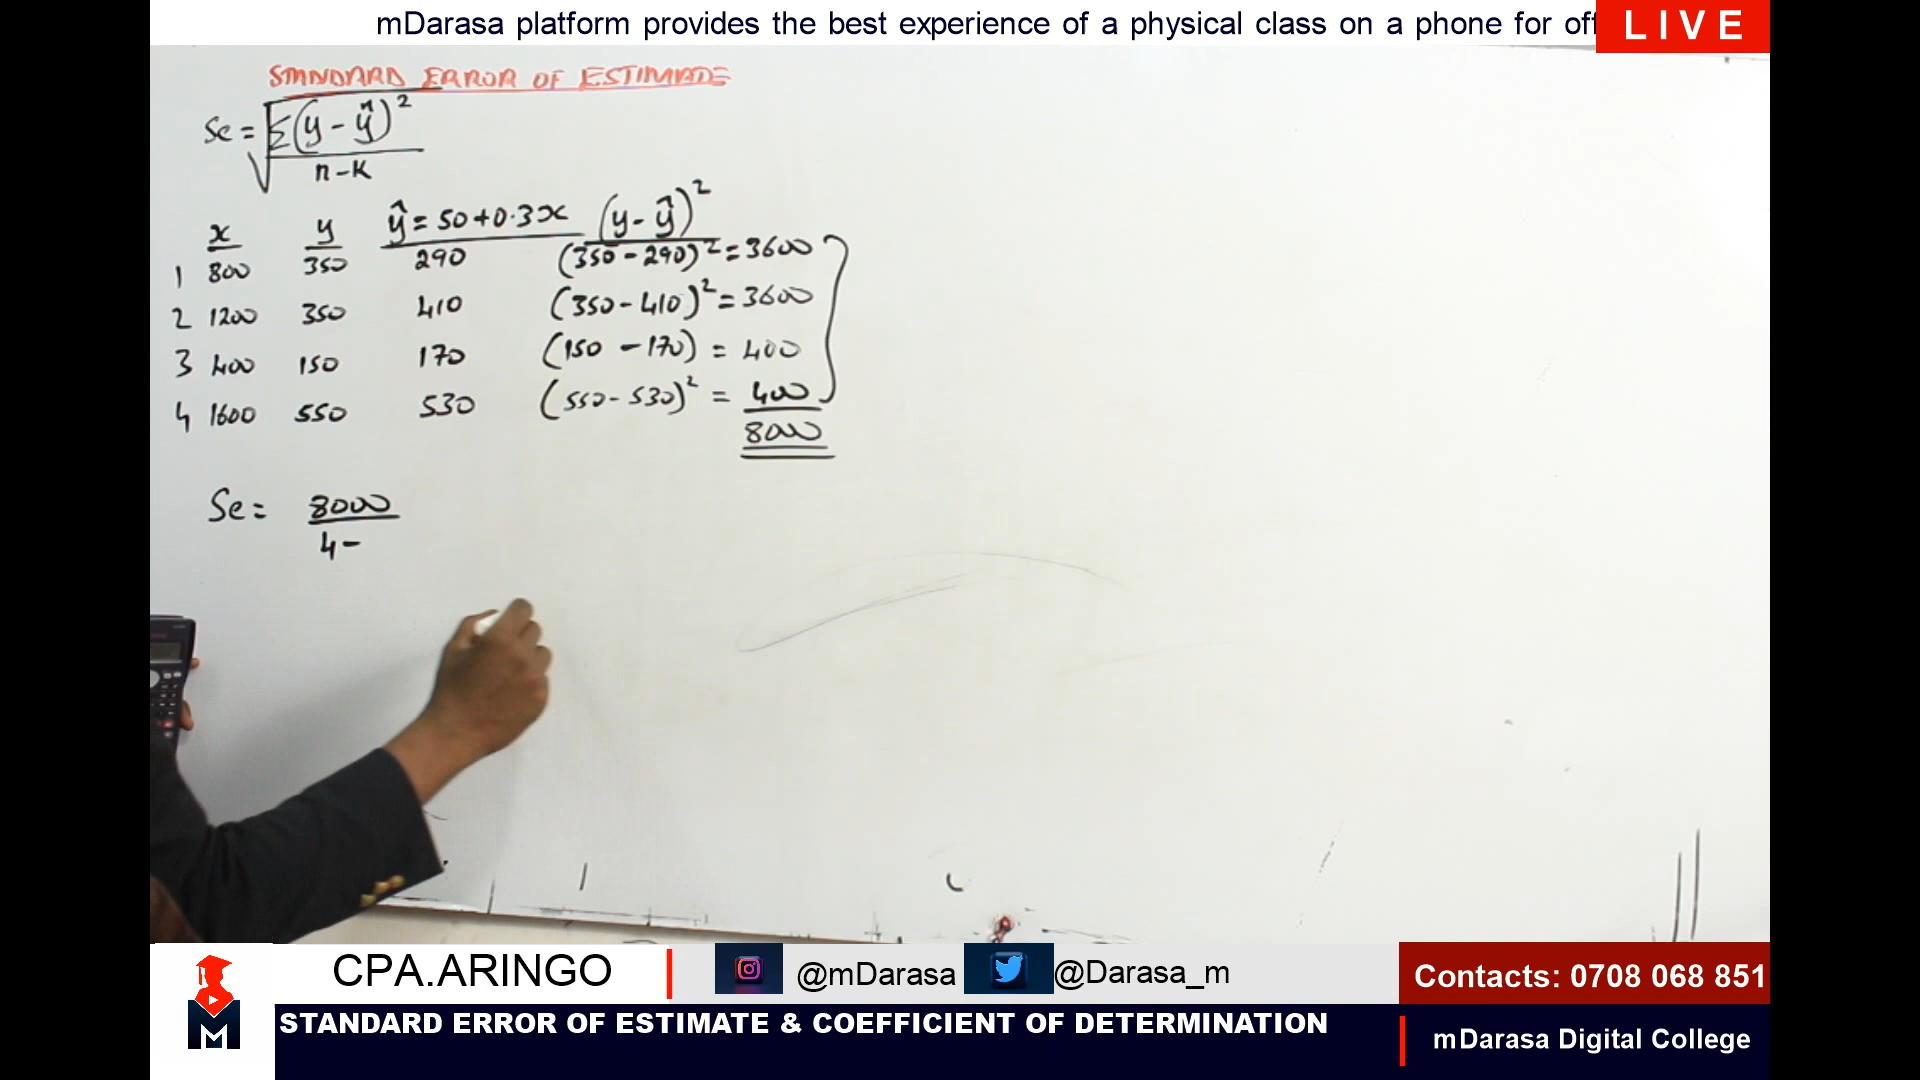 mDarasa platform provides the best experience of a physical class on a phone for off
LIVE
STANDARD ERROR OF ESTIMATE
Se = √Σ(y - ŷ)²
n - k
x y ŷ = 50 + 0.3x (y - ŷ)²
1 800 350 290 (350 - 290)² = 3600
2 1200 350 410 (350 - 410)² = 3600
3 400 150 170 (150 - 170) = 400
4 1600 550 530 (550 - 530)² = 400
8000
Se = 8000
4 -
CPA.ARINGO
@mDarasa
@Darasa_m
Contacts: 0708 068 851
M
STANDARD ERROR OF ESTIMATE & COEFFICIENT OF DETERMINATION
mDarasa Digital College